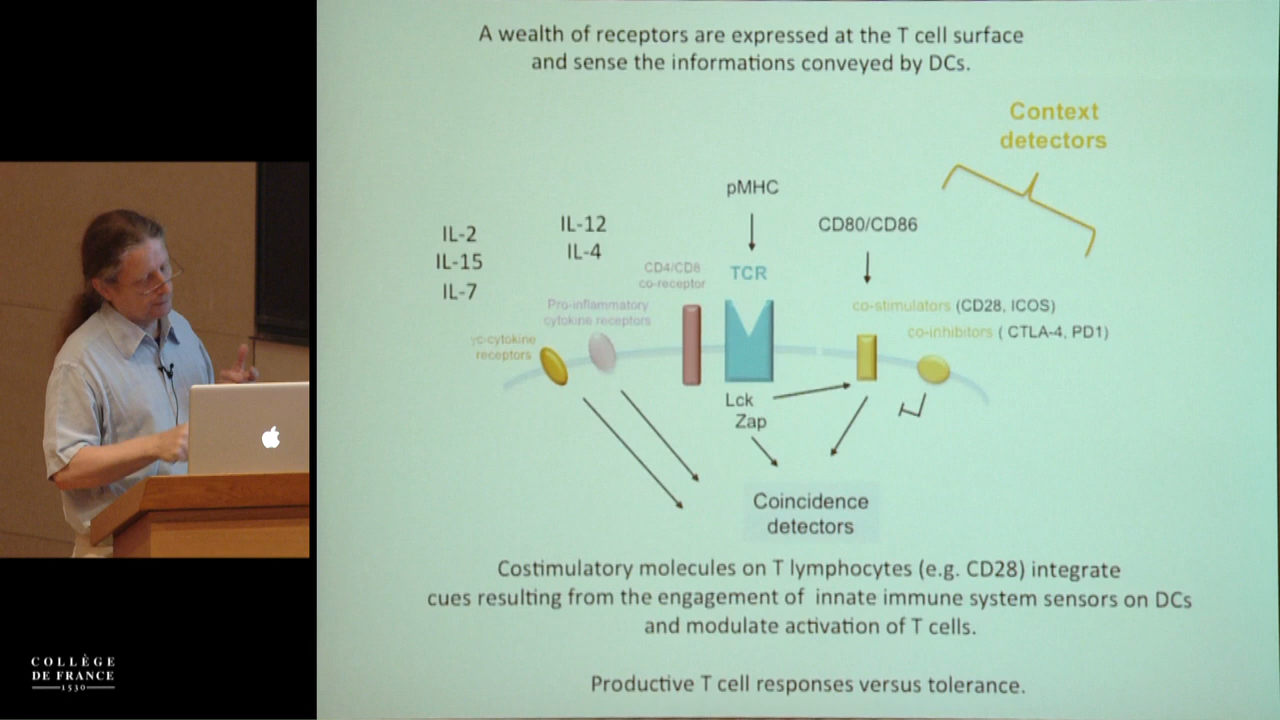 A wealth of receptors are expressed at the T cell surface
and sense the informations conveyed by DCs.
Context
detectors
pMHC
CD80/CD86
IL-2
IL-15
IL-7
IL-12
IL-4
CD4/CD8
co-receptor
TCR
Pro-inflammatory
cytokine receptors
γc-cytokine
receptors
co-stimulators (CD28, ICOS)
co-inhibitors ( CTLA-4, PD1)
Lck
Zap
Coincidence
detectors
Costimulatory molecules on T lymphocytes (e.g. CD28) integrate
cues resulting from the engagement of innate immune system sensors on DCs
and modulate activation of T cells.
Productive T cell responses versus tolerance.
COLLÈGE
DE FRANCE
1530